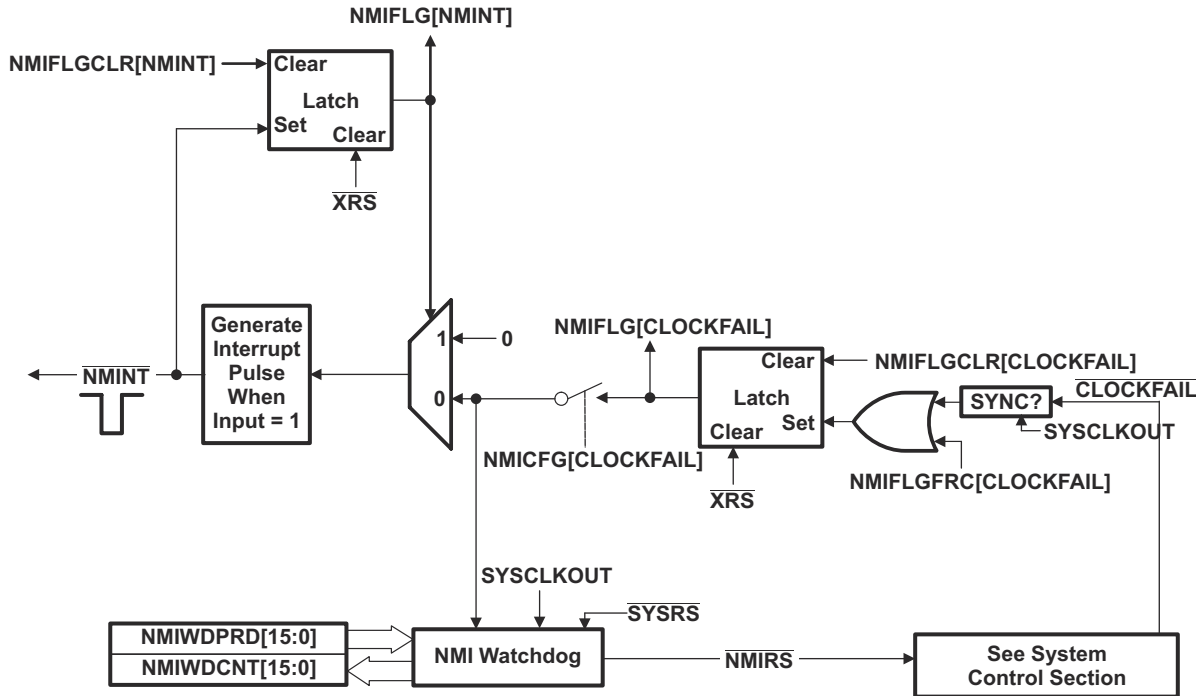 NMIFLG[NMINT]
NMIFLGCLR[NMINT]
Clear
Latch
Set
Clear
XRS
Generate
Interrupt
Pulse
When
Input = 1
NMINT
1
0
0
NMIFLG[CLOCKFAIL]
NMICFG[CLOCKFAIL]
Clear
Latch
Set
Clear
XRS
NMIFLGCLR[CLOCKFAIL]
CLOCKFAIL
SYNC?
SYSCLKOUT
NMIFLGFRC[CLOCKFAIL]
SYSCLKOUT
SYSRS
NMIWDPRD[15:0]
NMIWDCNT[15:0]
NMI Watchdog
NMIRS
See System
Control Section